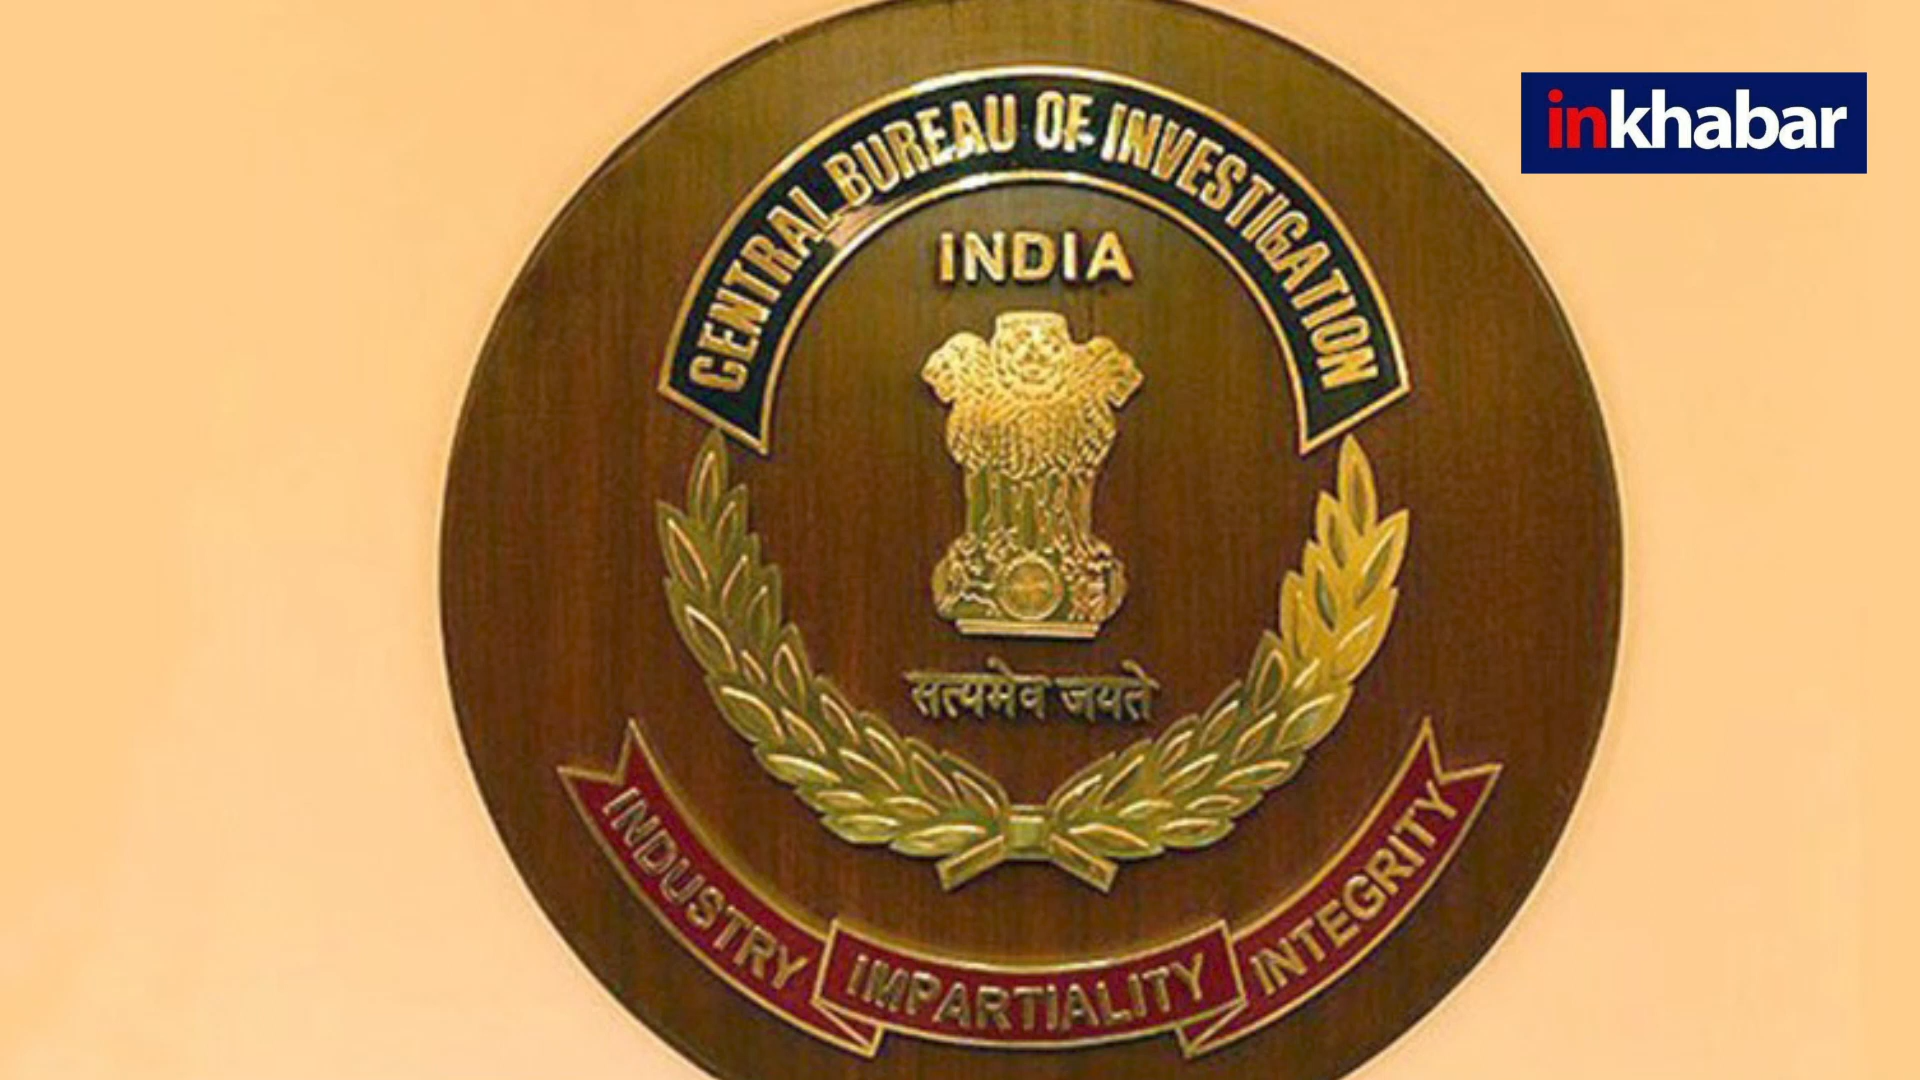 inkhabar
CENTRAL BUREAU OF INVESTIGATION
INDIA
सत्यमेव जयते
INDUSTRY
IMPARTIALITY
INTEGRITY